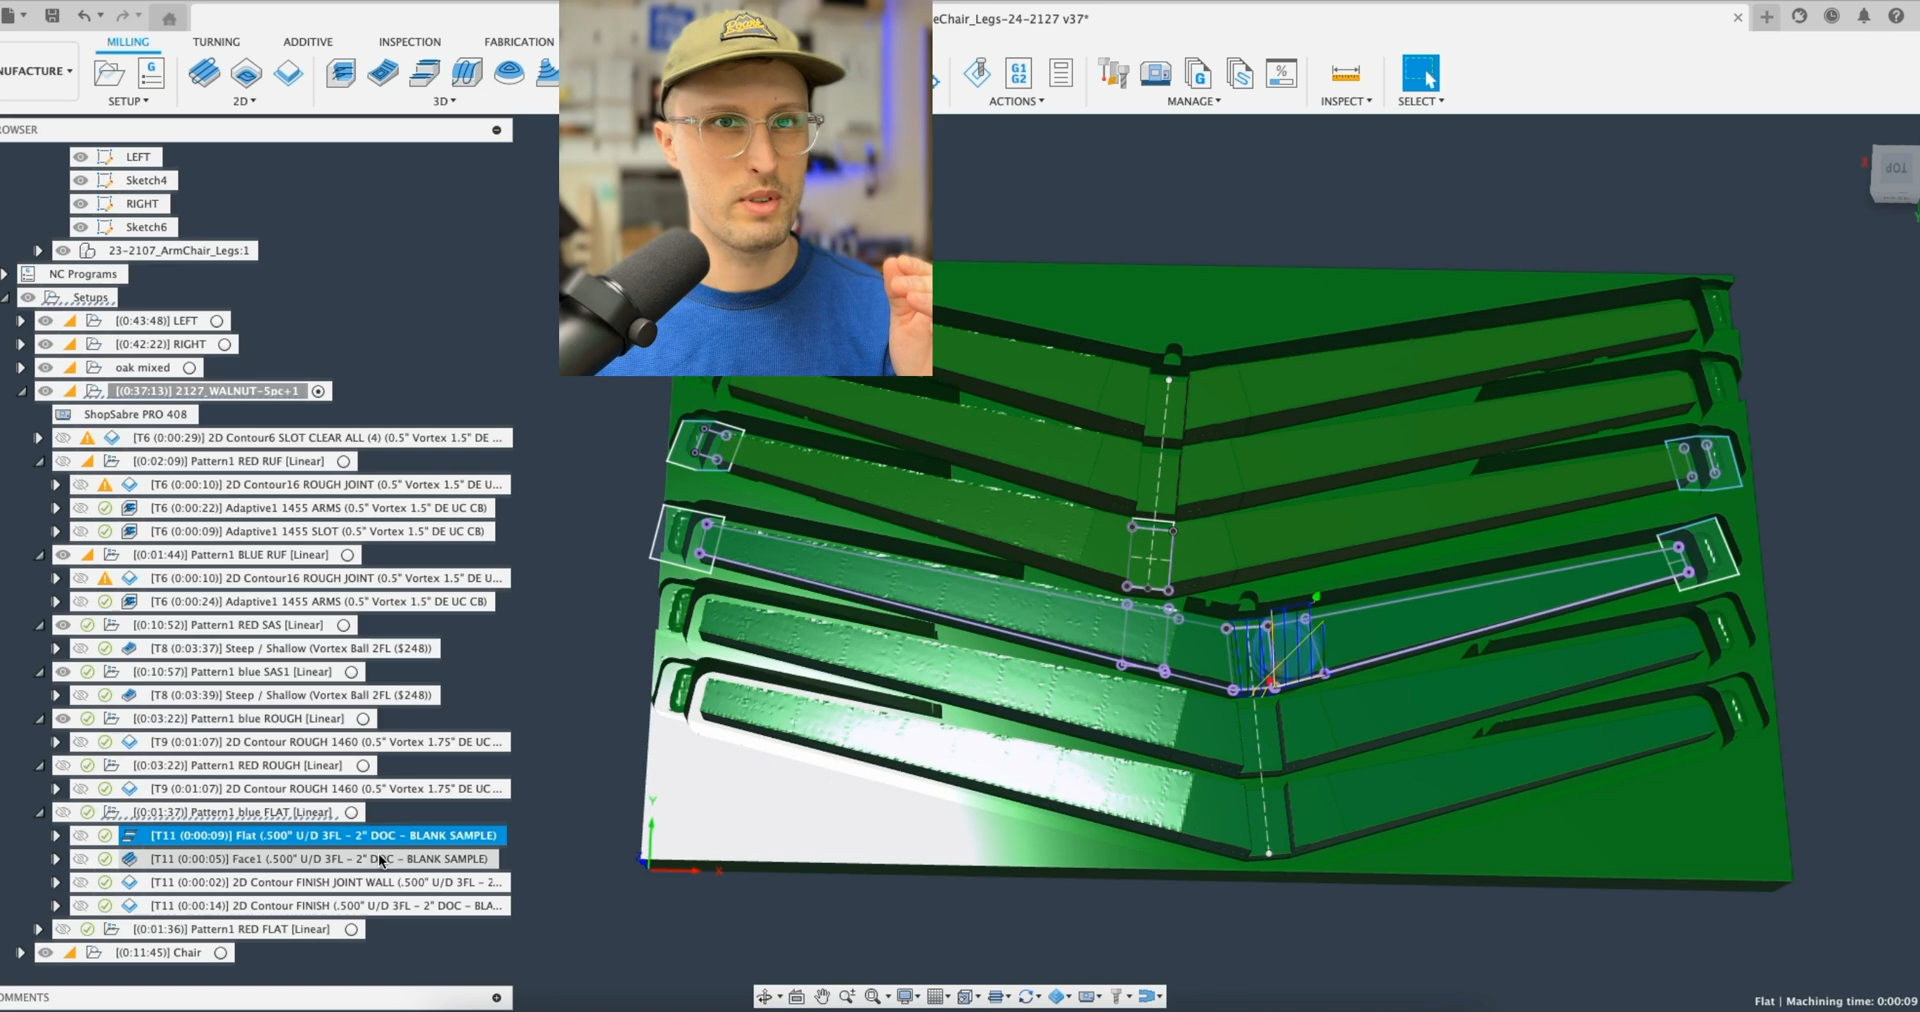 eChair_Legs-24-2127 v37*
MILLING
TURNING
ADDITIVE
INSPECTION
FABRICATION
NUFACTURE
SETUP
2D
3D
G1
G2
ACTIONS
MANAGE
INSPECT
SELECT
ROWSER
LEFT
Sketch4
RIGHT
Sketch6
23-2107_ArmChair_Legs:1
NC Programs
Setups
[(0:43:48)] LEFT
[(0:42:22)] RIGHT
oak mixed
[(0:37:13)] 2127_WALNUT-5pc+1
ShopSabre PRO 408
[T6 (0:00:29)] 2D Contour6 SLOT CLEAR ALL (4) (0.5" Vortex 1.5" DE ...
[(0:02:09)] Pattern1 RED RUF [Linear]
[T6 (0:00:10)] 2D Contour16 ROUGH JOINT (0.5" Vortex 1.5" DE U...
[T6 (0:00:22)] Adaptive1 1455 ARMS (0.5" Vortex 1.5" DE UC CB)
[T6 (0:00:09)] Adaptive1 1455 SLOT (0.5" Vortex 1.5" DE UC CB)
[(0:01:44)] Pattern1 BLUE RUF [Linear]
[T6 (0:00:10)] 2D Contour16 ROUGH JOINT (0.5" Vortex 1.5" DE U...
[T6 (0:00:24)] Adaptive1 1455 ARMS (0.5" Vortex 1.5" DE UC CB)
[(0:10:52)] Pattern1 RED SAS [Linear]
[T8 (0:03:37)] Steep / Shallow (Vortex Ball 2FL ($248))
[(0:10:57)] Pattern1 blue SAS1 [Linear]
[T8 (0:03:39)] Steep / Shallow (Vortex Ball 2FL ($248))
[(0:03:22)] Pattern1 blue ROUGH [Linear]
[T9 (0:01:07)] 2D Contour ROUGH 1460 (0.5" Vortex 1.75" DE UC ...
[(0:03:22)] Pattern1 RED ROUGH [Linear]
[T9 (0:01:07)] 2D Contour ROUGH 1460 (0.5" Vortex 1.75" DE UC ...
[(0:01:37)] Pattern1 blue FLAT [Linear]
[T11 (0:00:09)] Flat (.500" U/D 3FL - 2" DOC - BLANK SAMPLE)
[T11 (0:00:05)] Face1 (.500" U/D 3FL - 2" DOC - BLANK SAMPLE)
[T11 (0:00:02)] 2D Contour FINISH JOINT WALL (.500" U/D 3FL - 2...
[T11 (0:00:14)] 2D Contour FINISH (.500" U/D 3FL - 2" DOC - BLA...
[(0:01:36)] Pattern1 RED FLAT [Linear]
[(0:11:45)] Chair
OMMENTS
TOP
Y
X
Flat | Machining time: 0:00:09